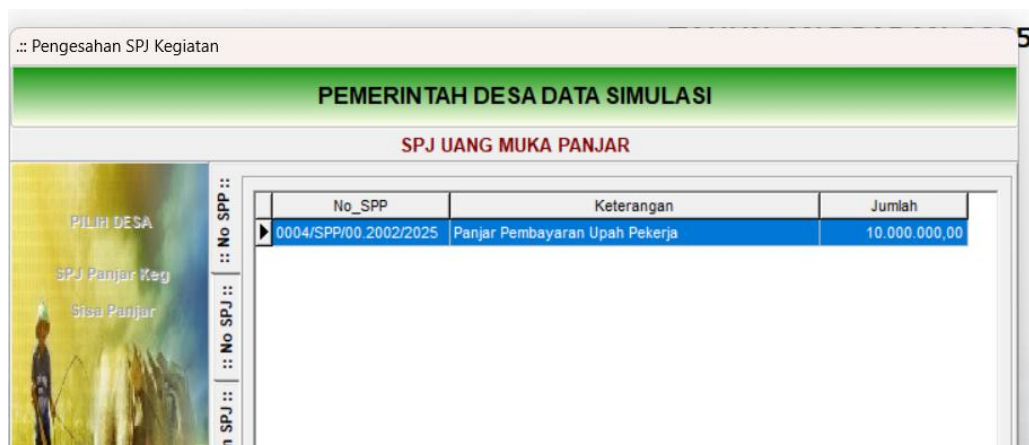 .:: Pengesahan SPJ Kegiatan
5
PEMERINTAH DESA DATA SIMULASI
SPJ UANG MUKA PANJAR
PILIH DESA
SPJ Panjar Keg
Sisa Panjar
:: No SPP ::
:: No SPJ ::
SPJ ::
No_SPP Keterangan Jumlah
0004/SPP/00.2002/2025 Panjar Pembayaran Upah Pekerja 10.000.000,00